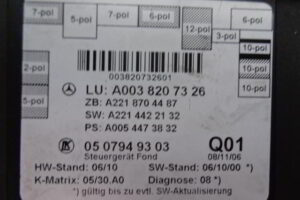 7-pol
7-pol
6-pol
5-pol
12-pol
3-pol
2-pol
10-pol
10-pol
5-pol
10-pol
003820732601
LU: A003 820 73 26
ZB: A221 870 44 87
SW: A221 442 21 32
PS: A005 447 38 32
05 0794 93 03
Q01
Steuergerät Fond
08/11/06
HW-Stand: 06/10
SW-Stand: 06/10/00 *)
K-Matrix: 05/30.A0
Diagnose: 08 *)
*) gültig bis zu evtl. SW-Aktualisierung